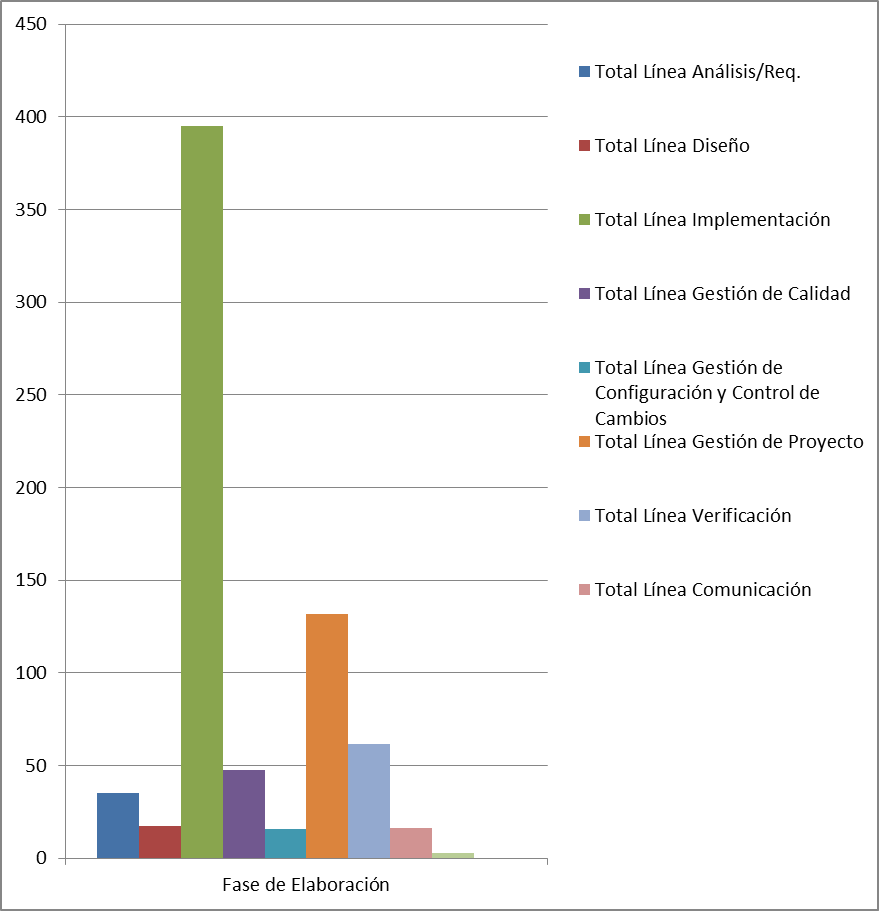 450
400
350
300
250
200
150
100
50
0
Fase de Elaboración
Total Línea Análisis/Req.
Total Línea Diseño
Total Línea Implementación
Total Línea Gestión de Calidad
Total Línea Gestión de
Configuración y Control de
Cambios
Total Línea Gestión de Proyecto
Total Línea Verificación
Total Línea Comunicación